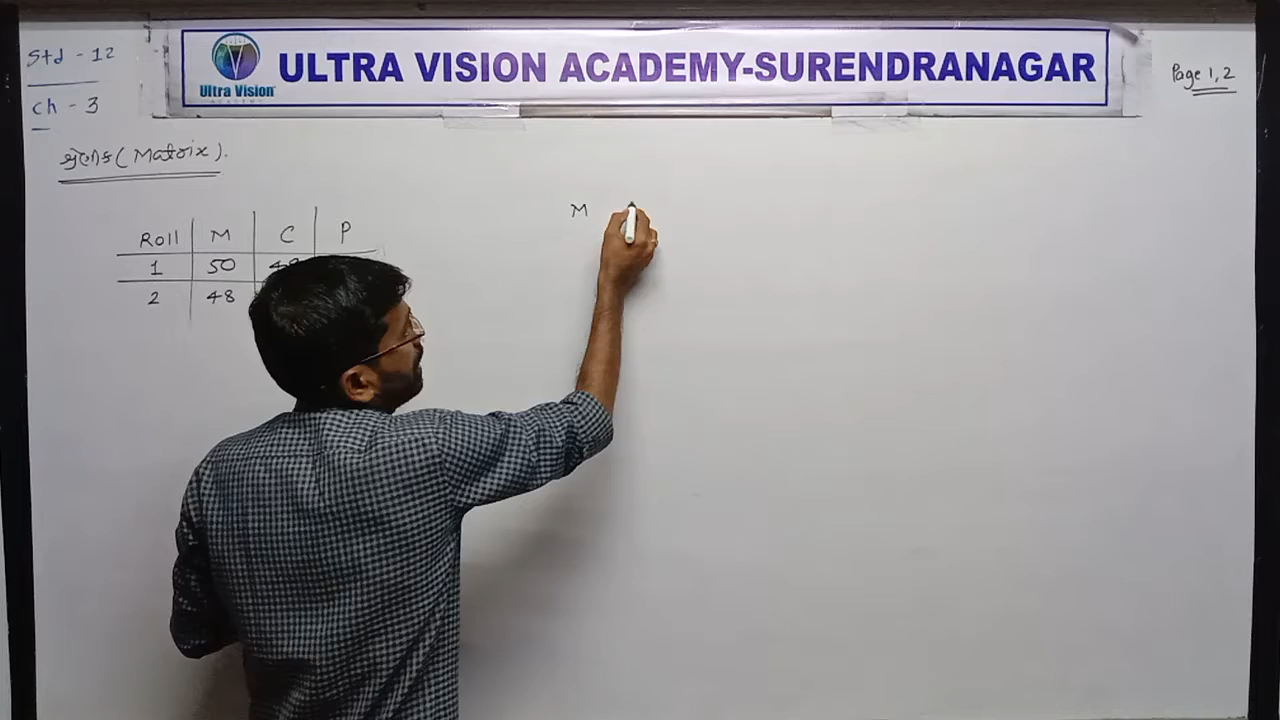 Std - 12
Ch - 3
Ultra Vision
ACADEMY
ULTRA VISION ACADEMY-SURENDRANAGAR
Page 1, 2
શ્રેણિક (Matrix).
Roll M C P
1 50
2 48
M